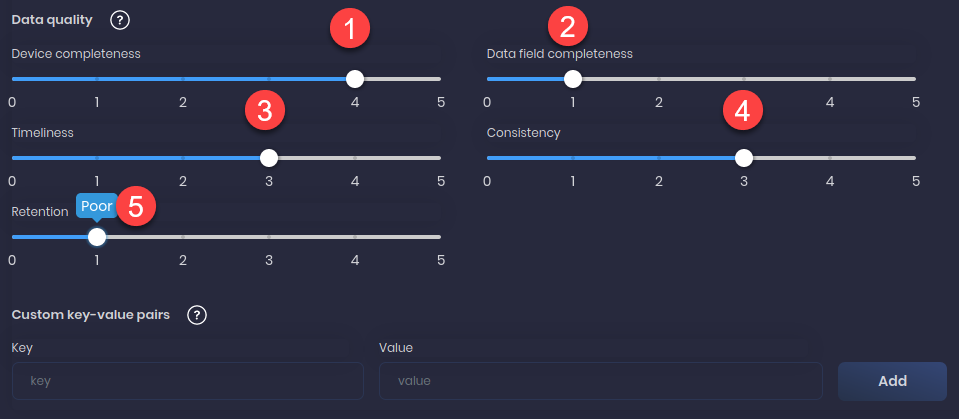 Data quality ?
1
2
Device completeness
Data field completeness
0 1 2 3 4 5
0 1 2 3 4 5
3
4
Timeliness
Consistency
0 1 2 3 4 5
0 1 2 3 4 5
Retention
Poor
5
0 1 2 3 4 5
Custom key-value pairs ?
Key
Value
key
value
Add